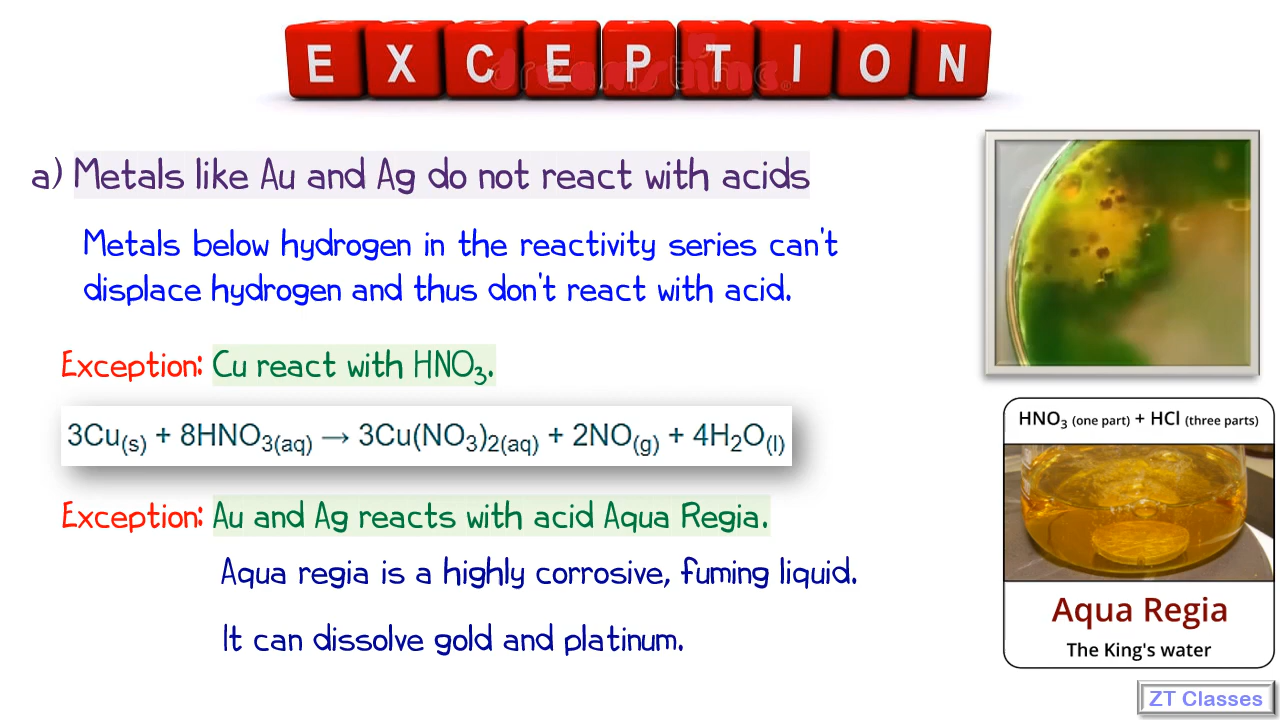 EXCEPTION
dreamstime
a) Metals like Au and Ag do not react with acids
Metals below hydrogen in the reactivity series can't
displace hydrogen and thus don't react with acid.
Exception: Cu react with HNO₃.
3Cu(s) + 8HNO₃(aq) → 3Cu(NO₃)₂(aq) + 2NO(g) + 4H₂O(l)
Exception: Au and Ag reacts with acid Aqua Regia.
Aqua regia is a highly corrosive, fuming liquid.
It can dissolve gold and platinum.
HNO₃ (one part) + HCl (three parts)
Aqua Regia
The King's water
ZT Classes